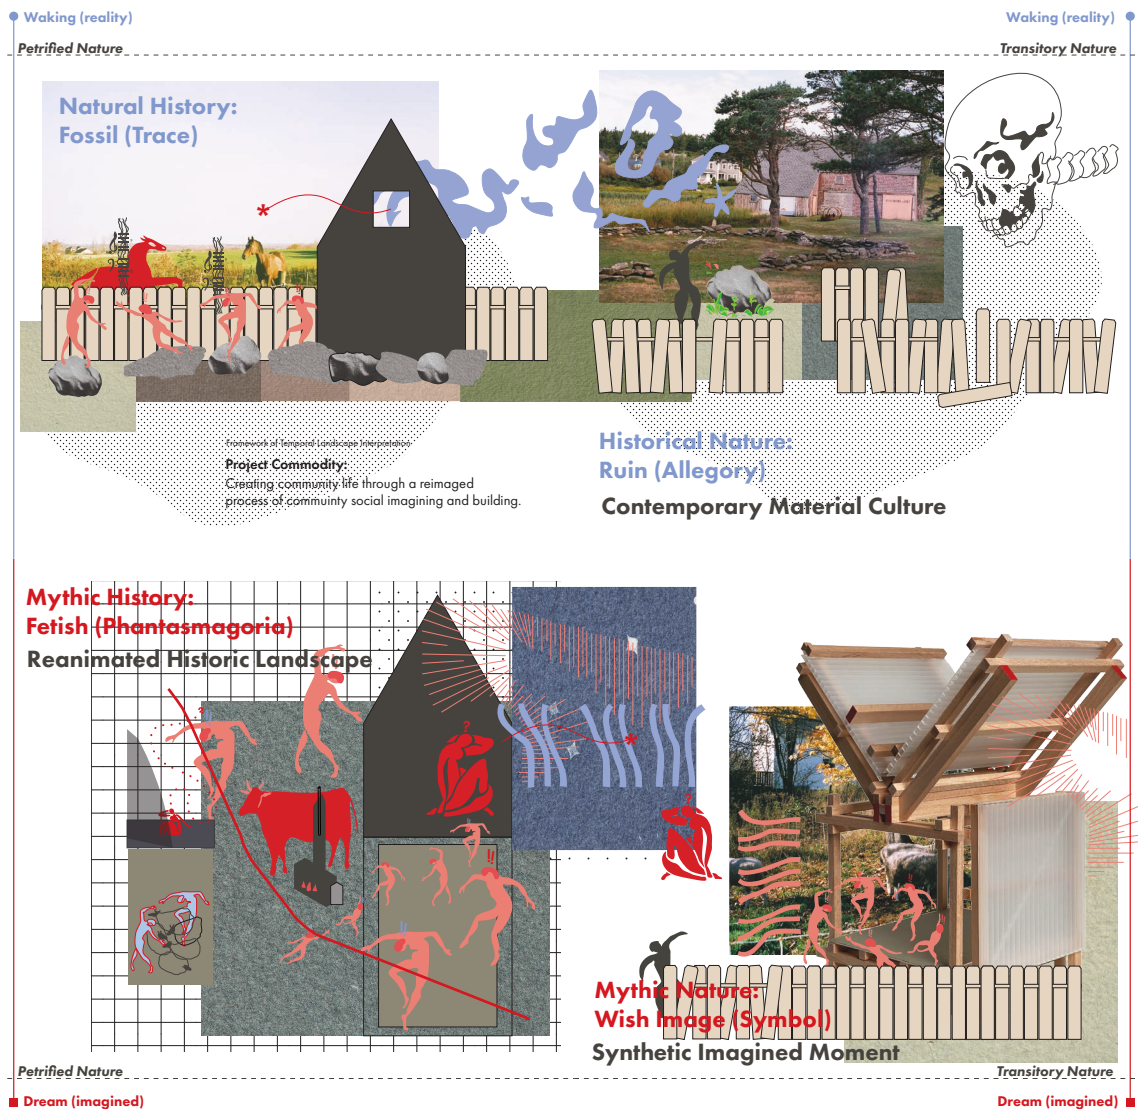 Waking (reality)
Waking (reality)
Petrified Nature
Transitory Nature
Natural History:
Fossil (Trace)
Framework of Temporal Landscape Interpretation
Project Commodity:
Creating community life through a reimaged
process of commuinty social imagining and building.
Historical Nature:
Ruin (Allegory)
Contemporary Material Culture
Mythic History:
Fetish (Phantasmagoria)
Reanimated Historic Landscape
Mythic Nature:
Wish Image (Symbol)
Synthetic Imagined Moment
Petrified Nature
Transitory Nature
Dream (imagined)
Dream (imagined)